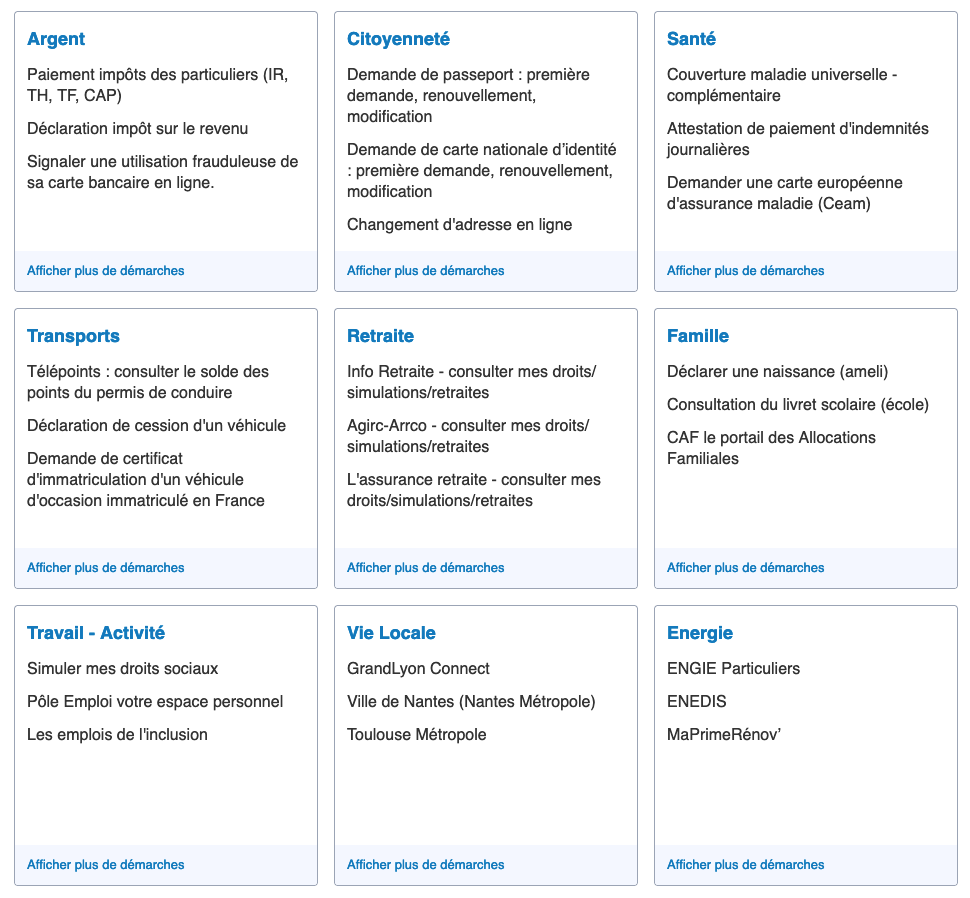 Argent
Paiement impôts des particuliers (IR,
TH, TF, CAP)
Déclaration impôt sur le revenu
Signaler une utilisation frauduleuse de
sa carte bancaire en ligne.
Afficher plus de démarches
Citoyenneté
Demande de passeport : première
demande, renouvellement,
modification
Demande de carte nationale d’identité
: première demande, renouvellement,
modification
Changement d'adresse en ligne
Afficher plus de démarches
Santé
Couverture maladie universelle -
complémentaire
Attestation de paiement d'indemnités
journalières
Demander une carte européenne
d'assurance maladie (Ceam)
Afficher plus de démarches
Transports
Télépoints : consulter le solde des
points du permis de conduire
Déclaration de cession d'un véhicule
Demande de certificat
d'immatriculation d'un véhicule
d'occasion immatriculé en France
Afficher plus de démarches
Retraite
Info Retraite - consulter mes droits/
simulations/retraites
Agirc-Arrco - consulter mes droits/
simulations/retraites
L'assurance retraite - consulter mes
droits/simulations/retraites
Afficher plus de démarches
Famille
Déclarer une naissance (ameli)
Consultation du livret scolaire (école)
CAF le portail des Allocations
Familiales
Afficher plus de démarches
Travail - Activité
Simuler mes droits sociaux
Pôle Emploi votre espace personnel
Les emplois de l'inclusion
Afficher plus de démarches
Vie Locale
GrandLyon Connect
Ville de Nantes (Nantes Métropole)
Toulouse Métropole
Afficher plus de démarches
Energie
ENGIE Particuliers
ENEDIS
MaPrimeRénov’
Afficher plus de démarches